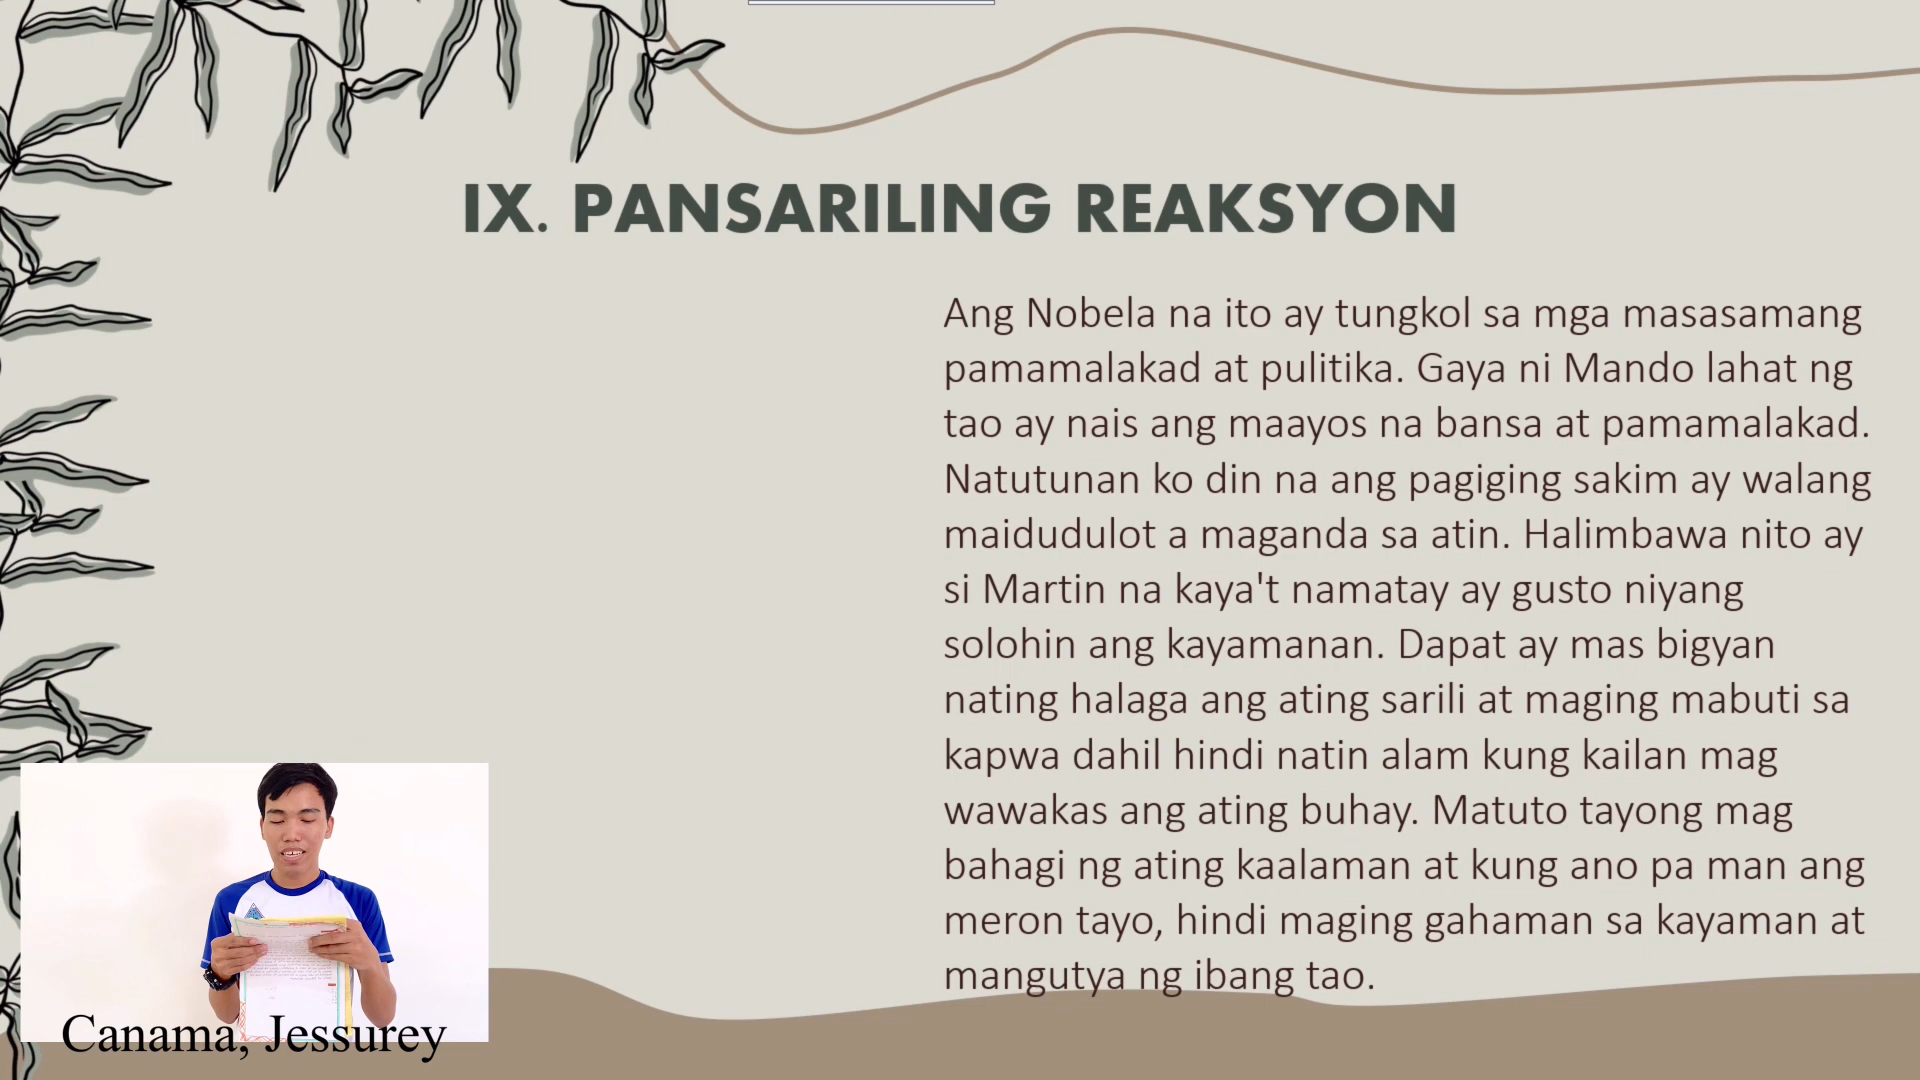 IX. PANSARILING REAKSYON
Ang Nobela na ito ay tungkol sa mga masasamang
pamamalakad at pulitika. Gaya ni Mando lahat ng
tao ay nais ang maayos na bansa at pamamalakad.
Natutunan ko din na ang pagiging sakim ay walang
maidudulot a maganda sa atin. Halimbawa nito ay
si Martin na kaya't namatay ay gusto niyang
solohin ang kayamanan. Dapat ay mas bigyan
nating halaga ang ating sarili at maging mabuti sa
kapwa dahil hindi natin alam kung kailan mag
wawakas ang ating buhay. Matuto tayong mag
bahagi ng ating kaalaman at kung ano pa man ang
meron tayo, hindi maging gahaman sa kayaman at
mangutya ng ibang tao.
Canama, Jessurey